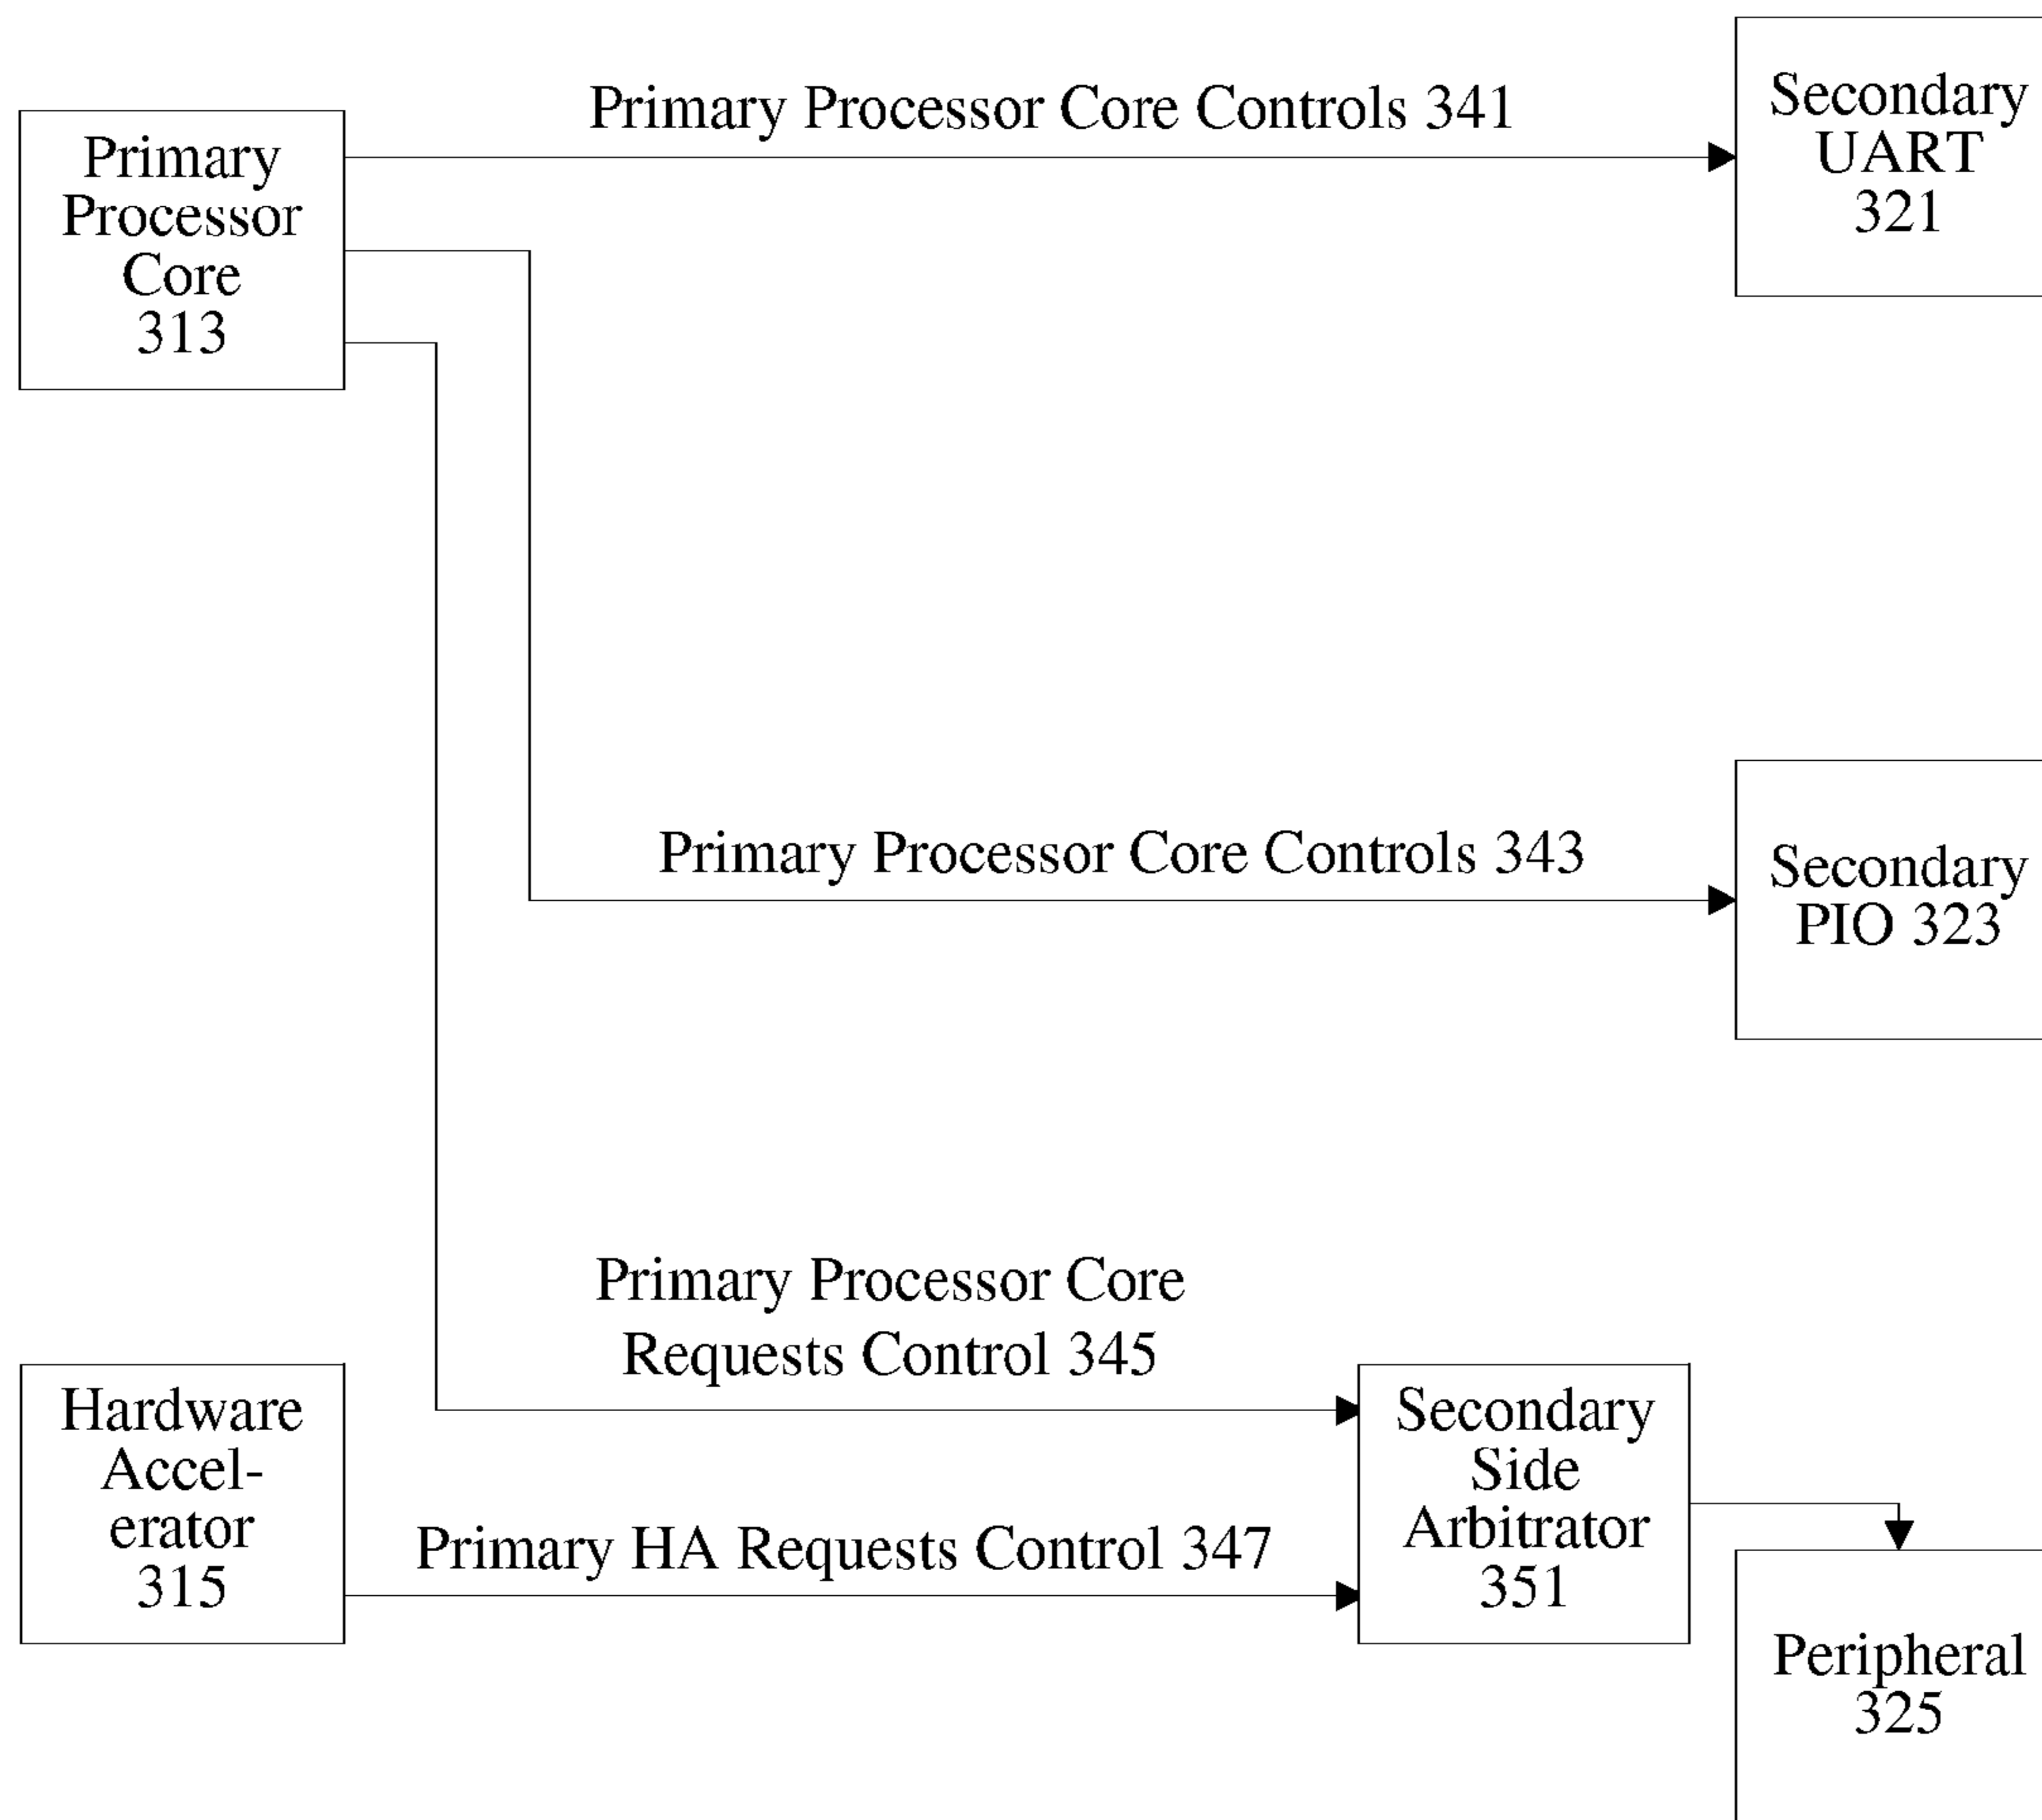 Primary Processor Core Controls 341
Secondary
UART
321
Primary
Processor
Core
313
Primary Processor Core Controls 343
Secondary
PIO 323
Primary Processor Core
Requests Control 345
Hardware
Accel-
erator
315
Primary HA Requests Control 347
Secondary
Side
Arbitrator
351
Peripheral
325